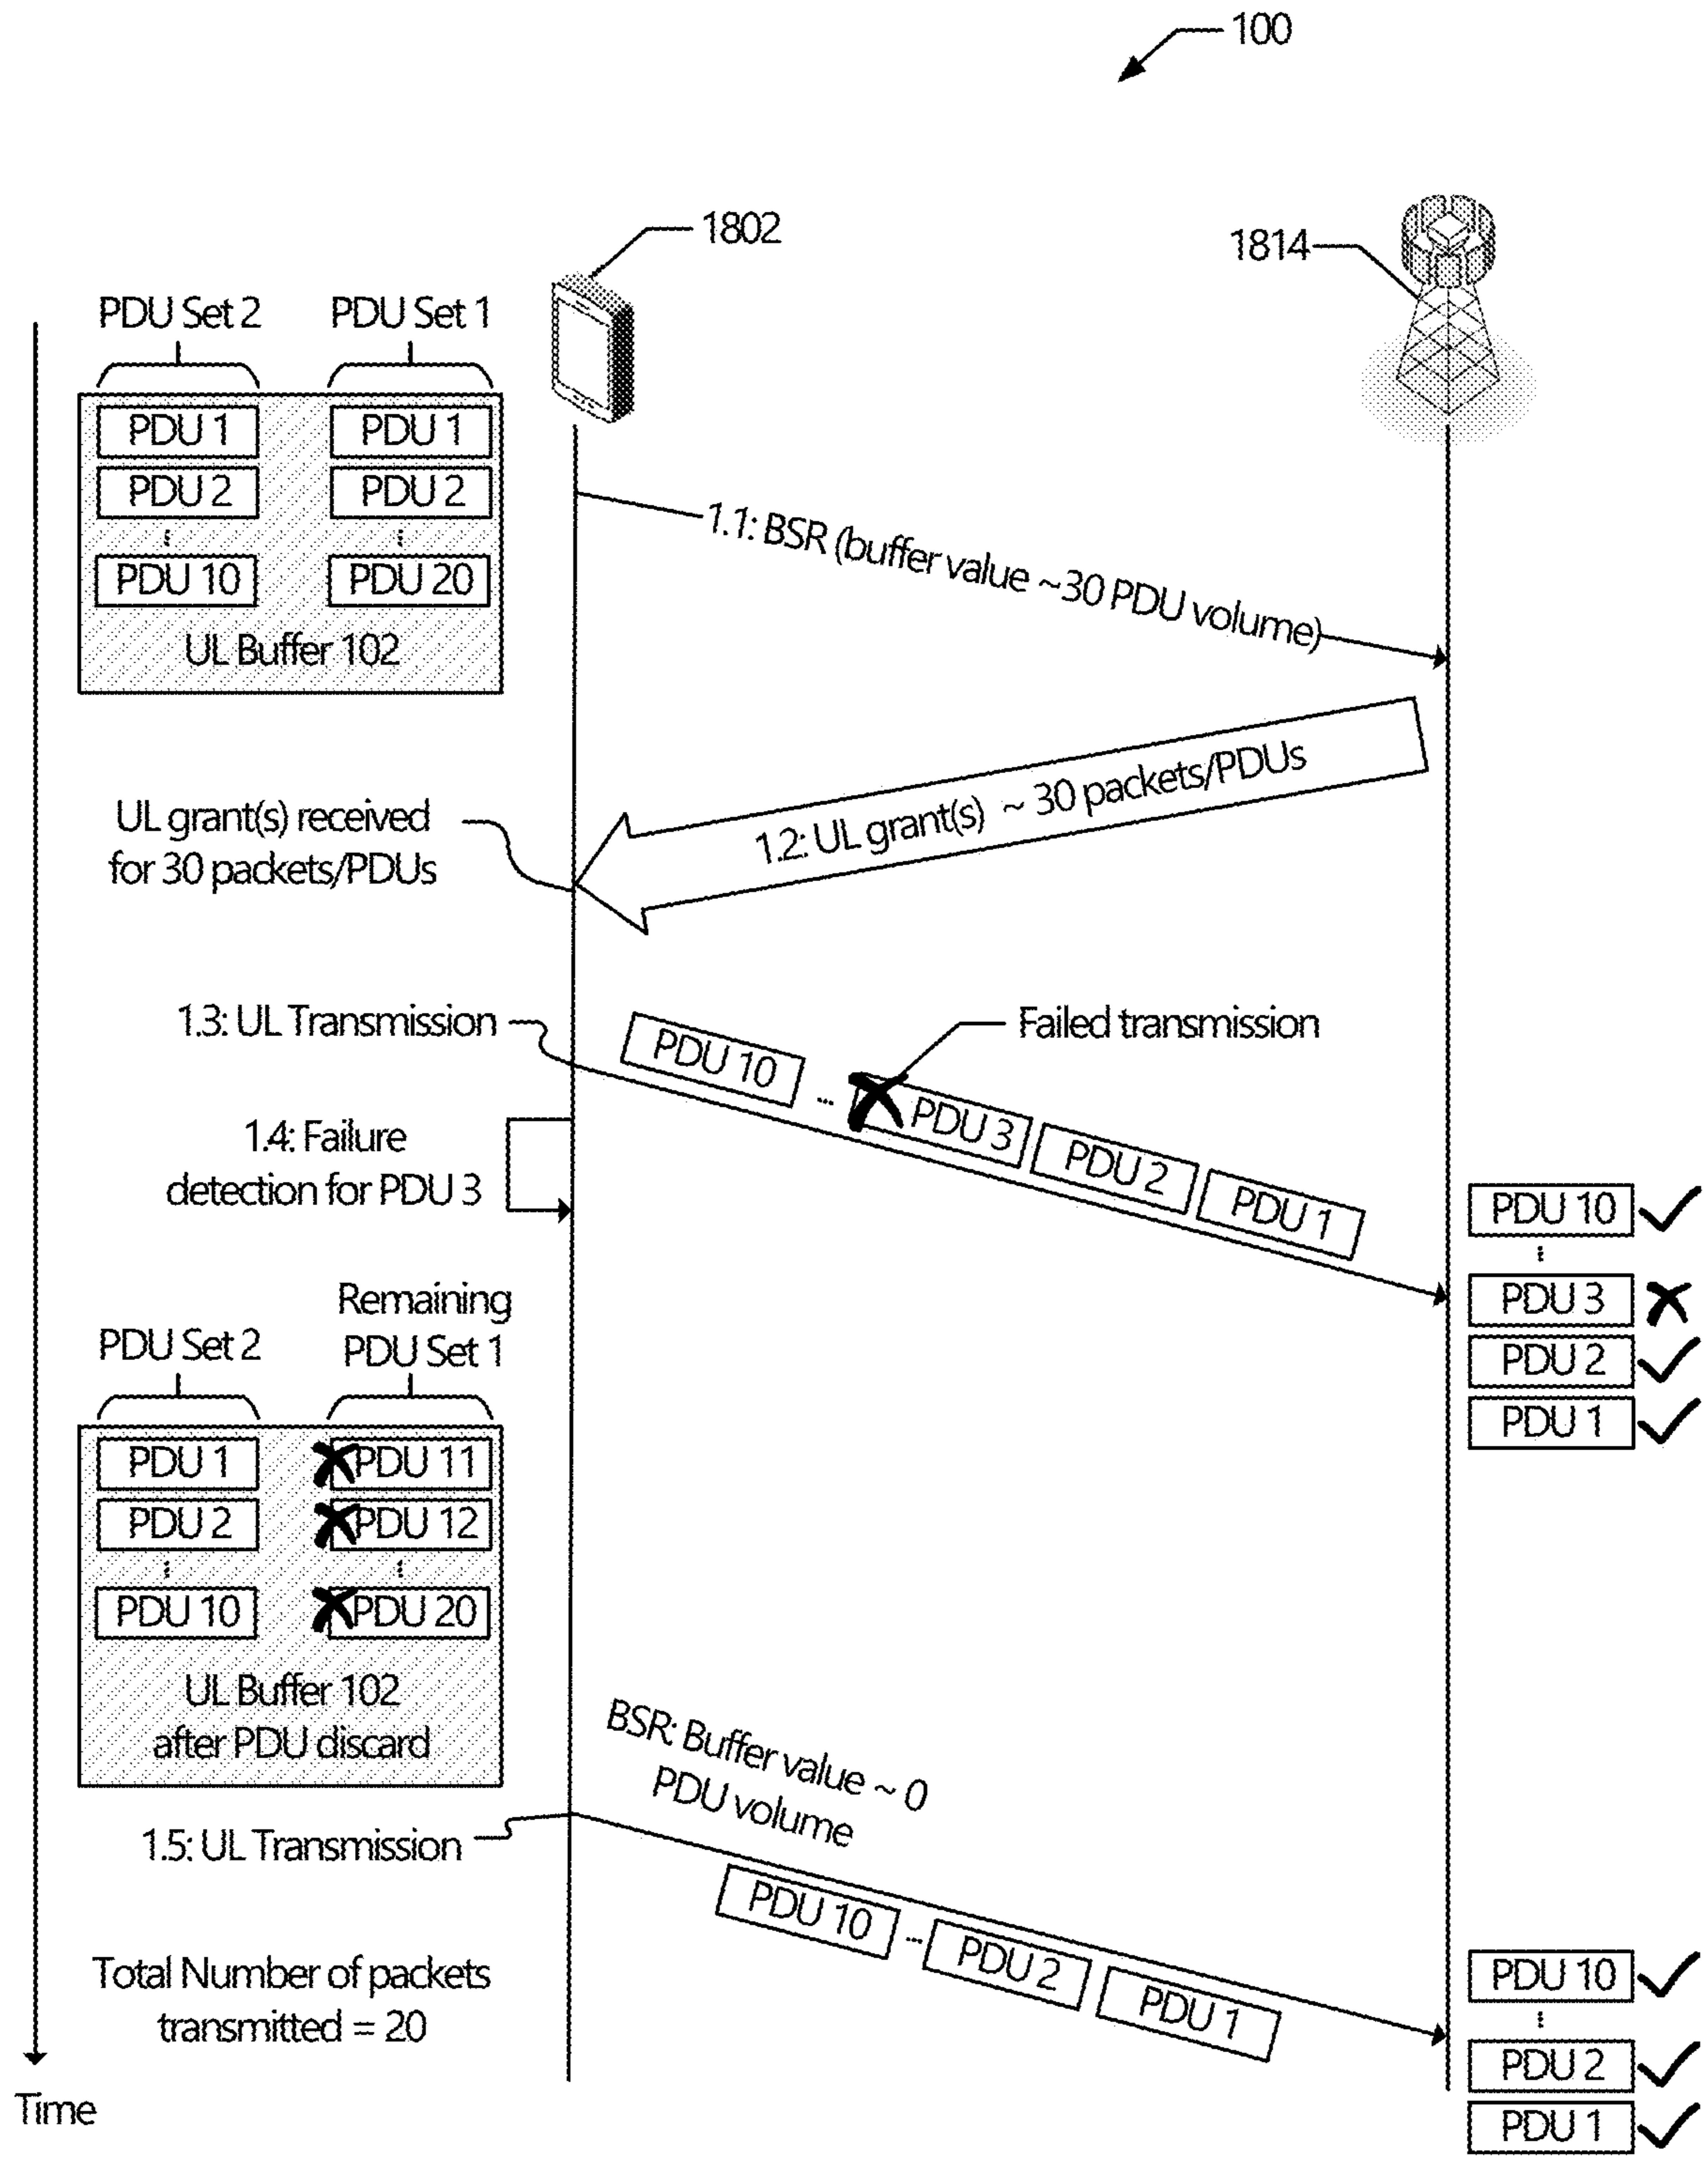 100
1802
1814
PDU Set 2
PDU Set 1
PDU 1
PDU 1
PDU 2
PDU 2
...
...
PDU 10
PDU 20
UL Buffer 102
1.1: BSR (buffer value ~30 PDU volume)
1.2: UL grant(s) ~ 30 packets/PDUs
UL grant(s) received
for 30 packets/PDUs
1.3: UL Transmission
Failed transmission
PDU 10
...
PDU 3
PDU 2
PDU 1
1.4: Failure
detection for PDU 3
PDU 10
...
PDU 3
PDU 2
PDU 1
PDU Set 2
Remaining
PDU Set 1
PDU 1
PDU 11
PDU 2
PDU 12
...
...
PDU 10
PDU 20
UL Buffer 102
after PDU discard
BSR: Buffer value ~ 0
PDU volume
1.5: UL Transmission
PDU 10
...
PDU 2
PDU 1
Total Number of packets
transmitted = 20
PDU 10
...
PDU 2
PDU 1
Time